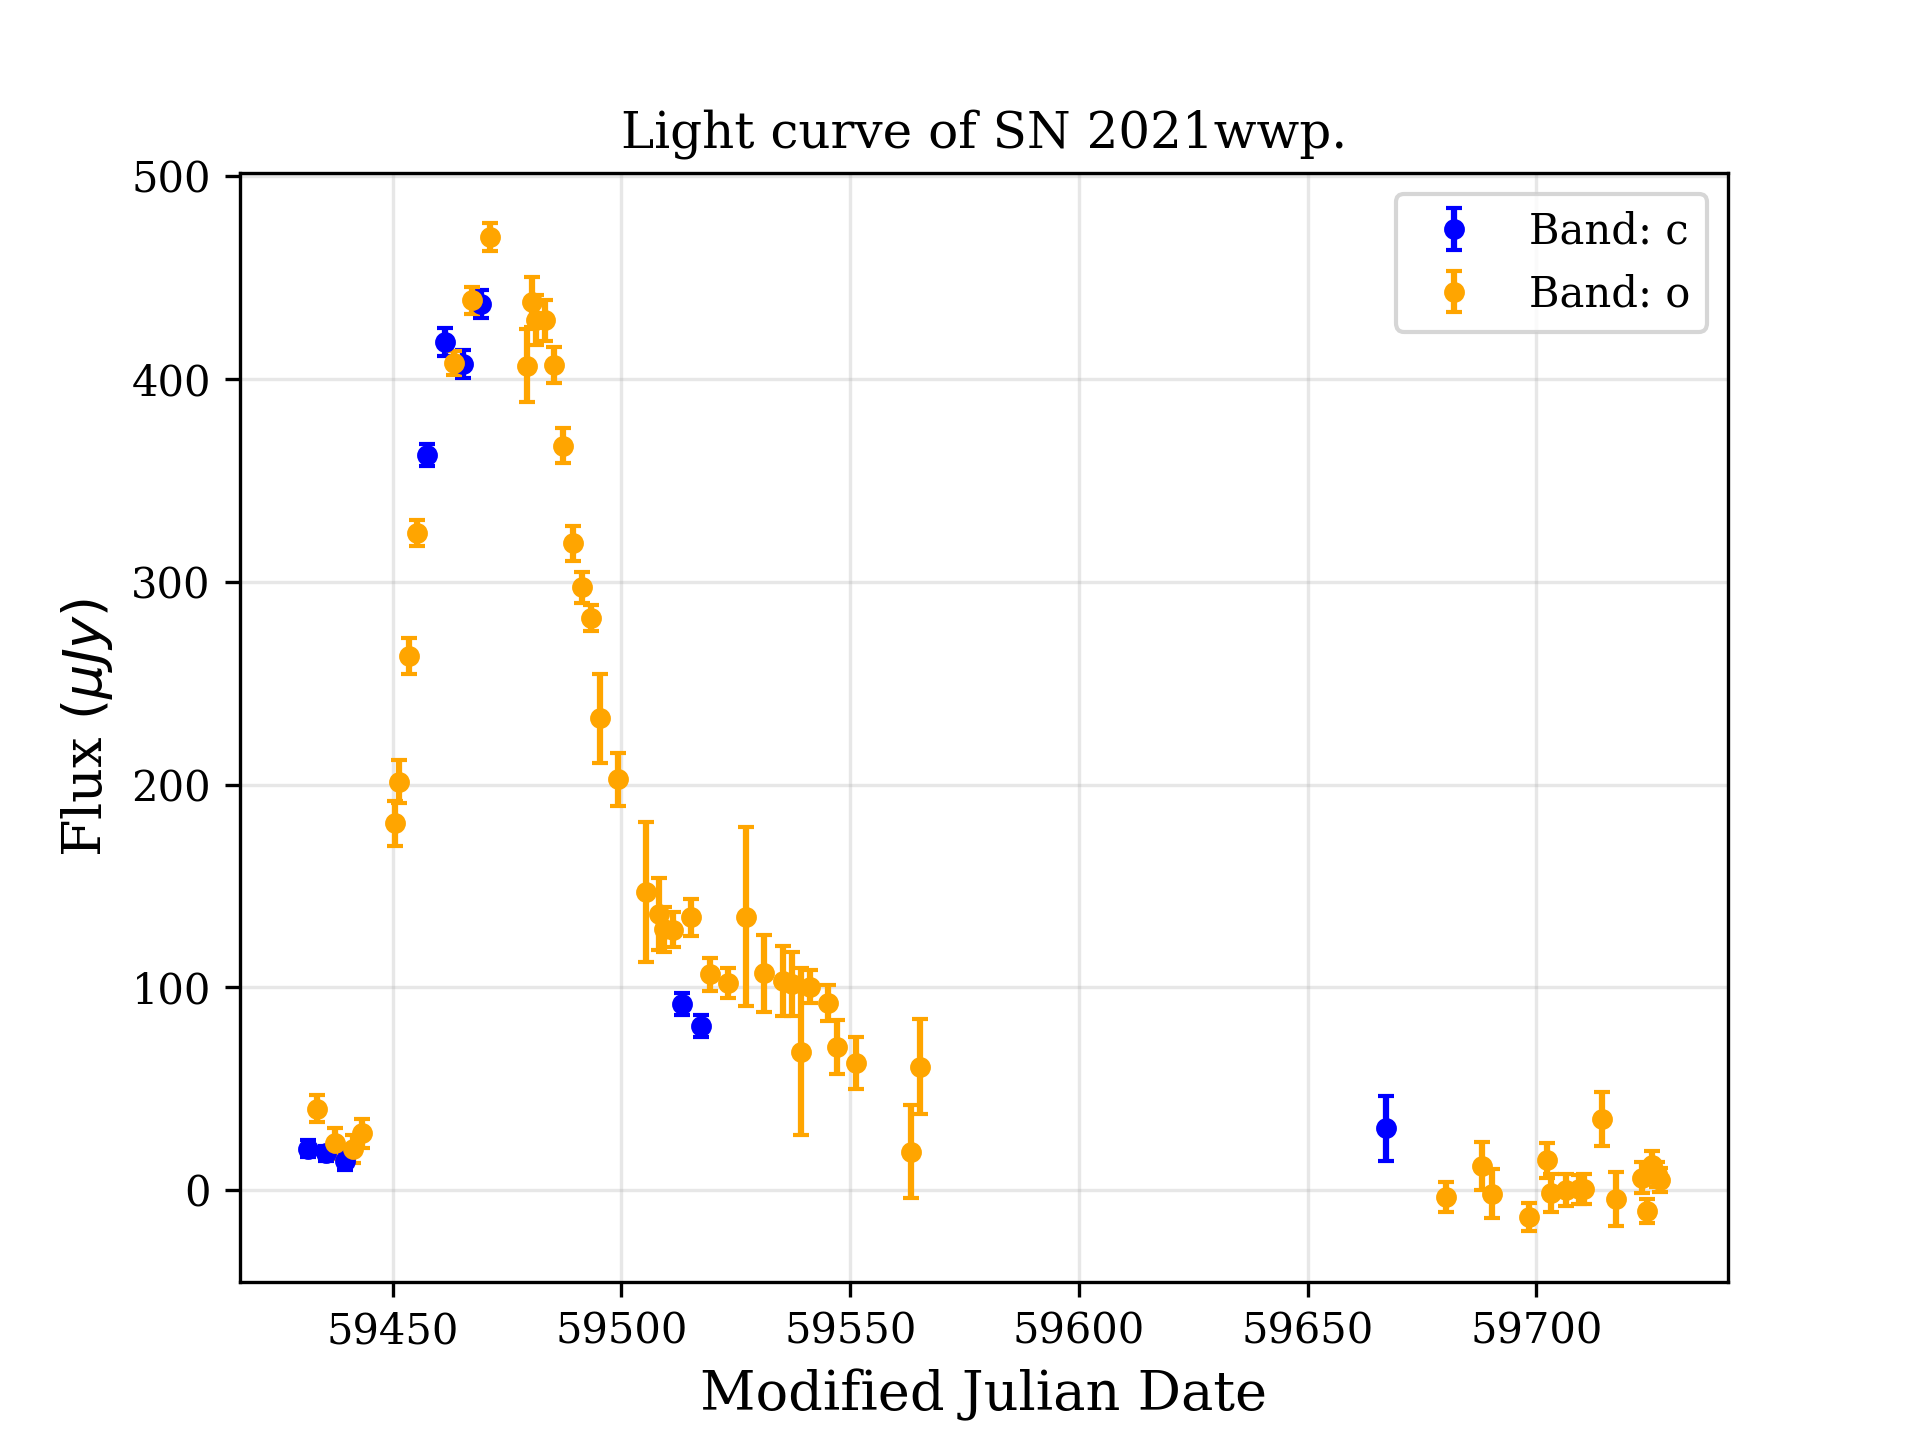 Light curve of SN 2021wwp.
500
400
300
200
100
0
Flux (μJy)
Band: c
Band: o
59450 59500 59550 59600 59650 59700
Modified Julian Date